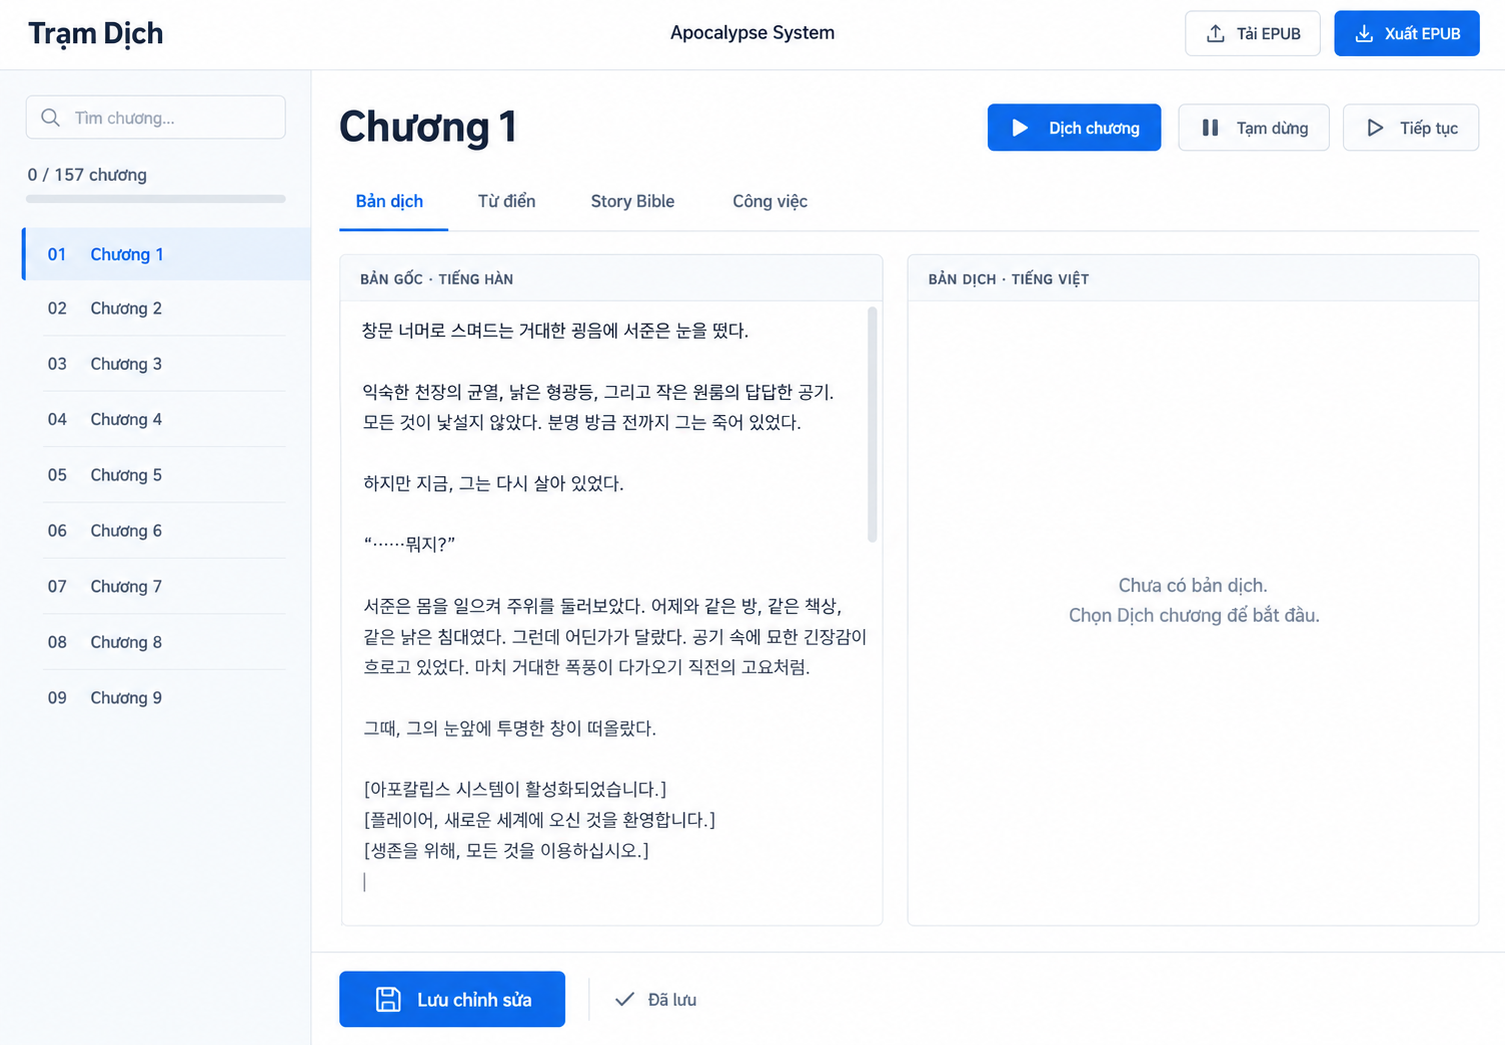 Trạm Dịch
Apocalypse System
Tải EPUB
Xuất EPUB
Tìm chương...
0 / 157 chương
01 Chương 1
02 Chương 2
03 Chương 3
04 Chương 4
05 Chương 5
06 Chương 6
07 Chương 7
08 Chương 8
09 Chương 9
Chương 1
Dịch chương
Tạm dừng
Tiếp tục
Bản dịch
Từ điển
Story Bible
Công việc
BẢN GỐC · TIẾNG HÀN
창문 너머로 스며드는 거대한 굉음에 서준은 눈을 떴다.
익숙한 천장의 균열, 낡은 형광등, 그리고 작은 원룸의 답답한 공기.
모든 것이 낯설지 않았다. 분명 방금 전까지 그는 죽어 있었다.
하지만 지금, 그는 다시 살아 있었다.
“……뭐지?”
서준은 몸을 일으켜 주위를 둘러보았다. 어제와 같은 방, 같은 책상,
같은 낡은 침대였다. 그런데 어딘가가 달랐다. 공기 속에 묘한 긴장감이
흐르고 있었다. 마치 거대한 폭풍이 다가오기 직전의 고요처럼.
그때, 그의 눈앞에 투명한 창이 떠올랐다.
[아포칼립스 시스템이 활성화되었습니다.]
[플레이어, 새로운 세계에 오신 것을 환영합니다.]
[생존을 위해, 모든 것을 이용하십시오.]
BẢN DỊCH · TIẾNG VIỆT
Chưa có bản dịch.
Chọn Dịch chương để bắt đầu.
Lưu chỉnh sửa
Đã lưu